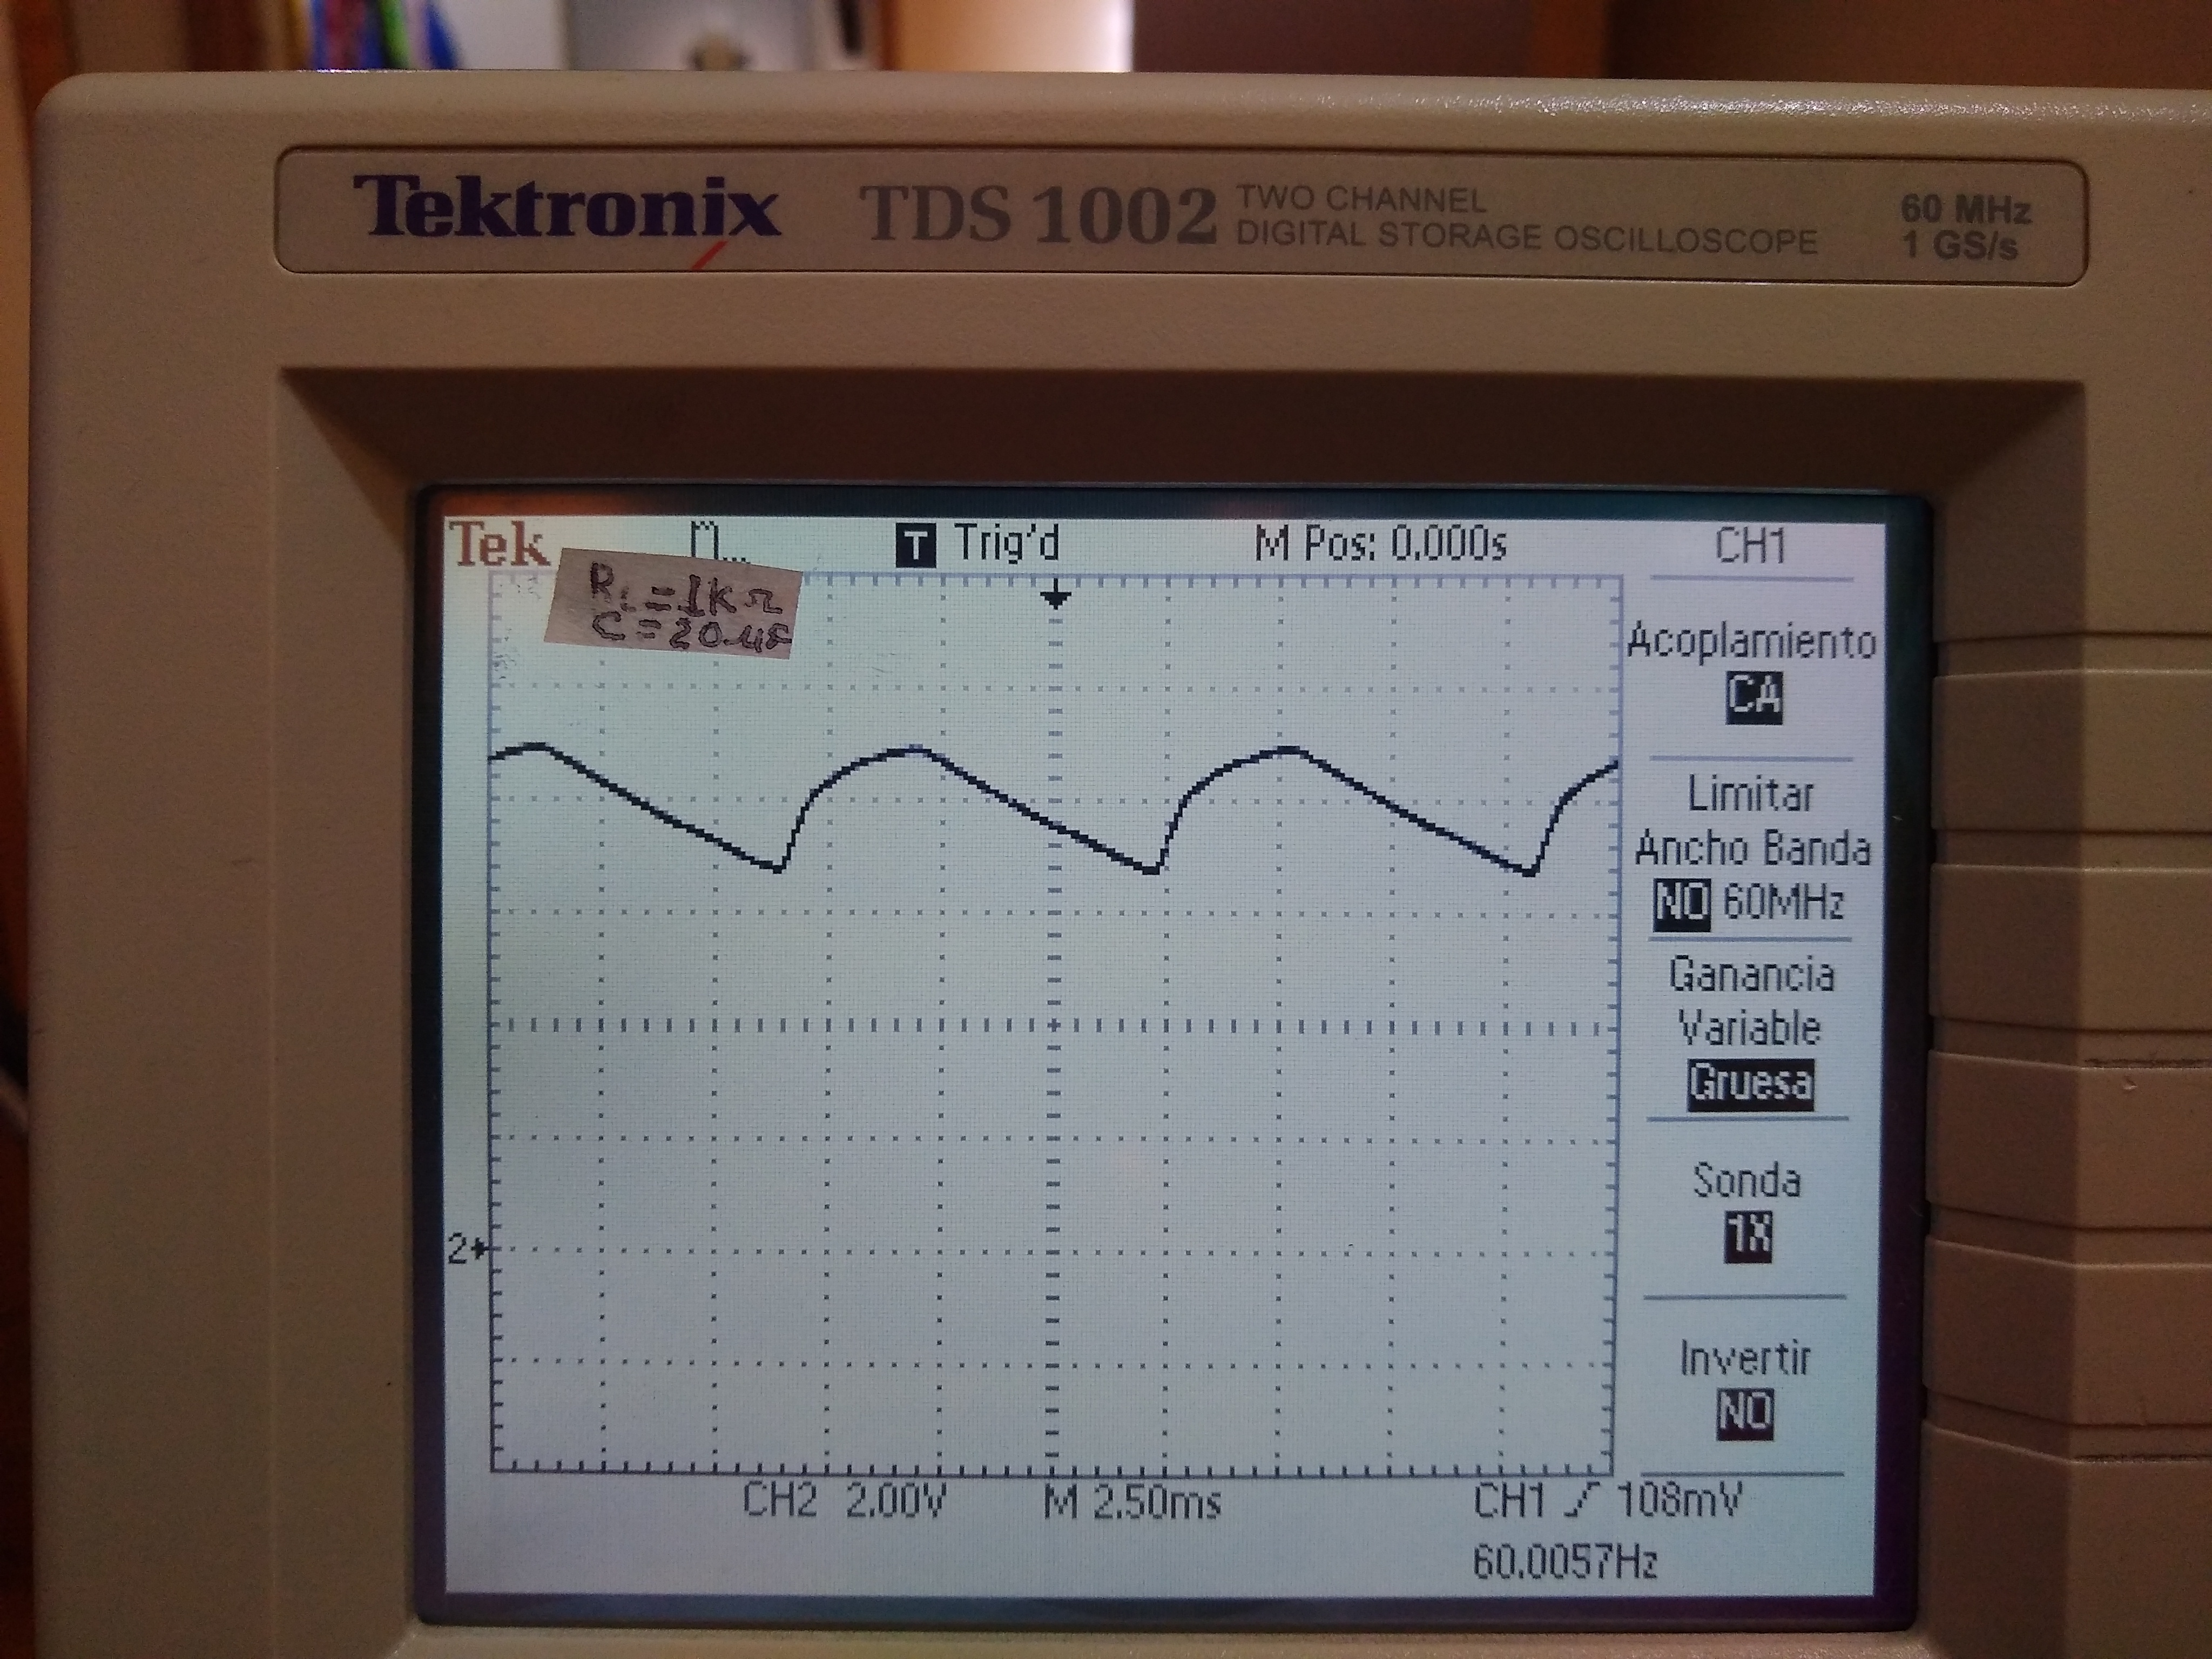 Tektronix TDS 1002 TWO CHANNEL
DIGITAL STORAGE OSCILLOSCOPE
60 MHz
1 GS/s
Tek T Trig'd M Pos: 0.000s CH1
RL = 1KΩ
C = 20µF
Acoplamiento
CA
Limitar
Ancho Banda
NO 60MHz
Ganancia
Variable
Gruesa
Sonda
1X
Invertir
NO
2
CH2 2.00V M 2.50ms CH1 108mV
60.0057Hz